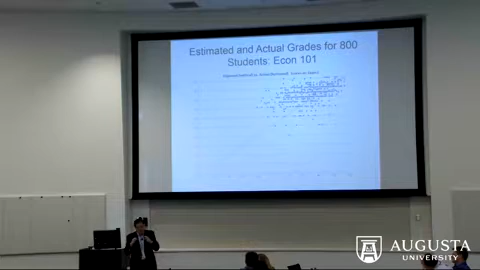 Estimated and Actual Grades for 800
Students: Econ 101
AUGUSTA
UNIVERSITY